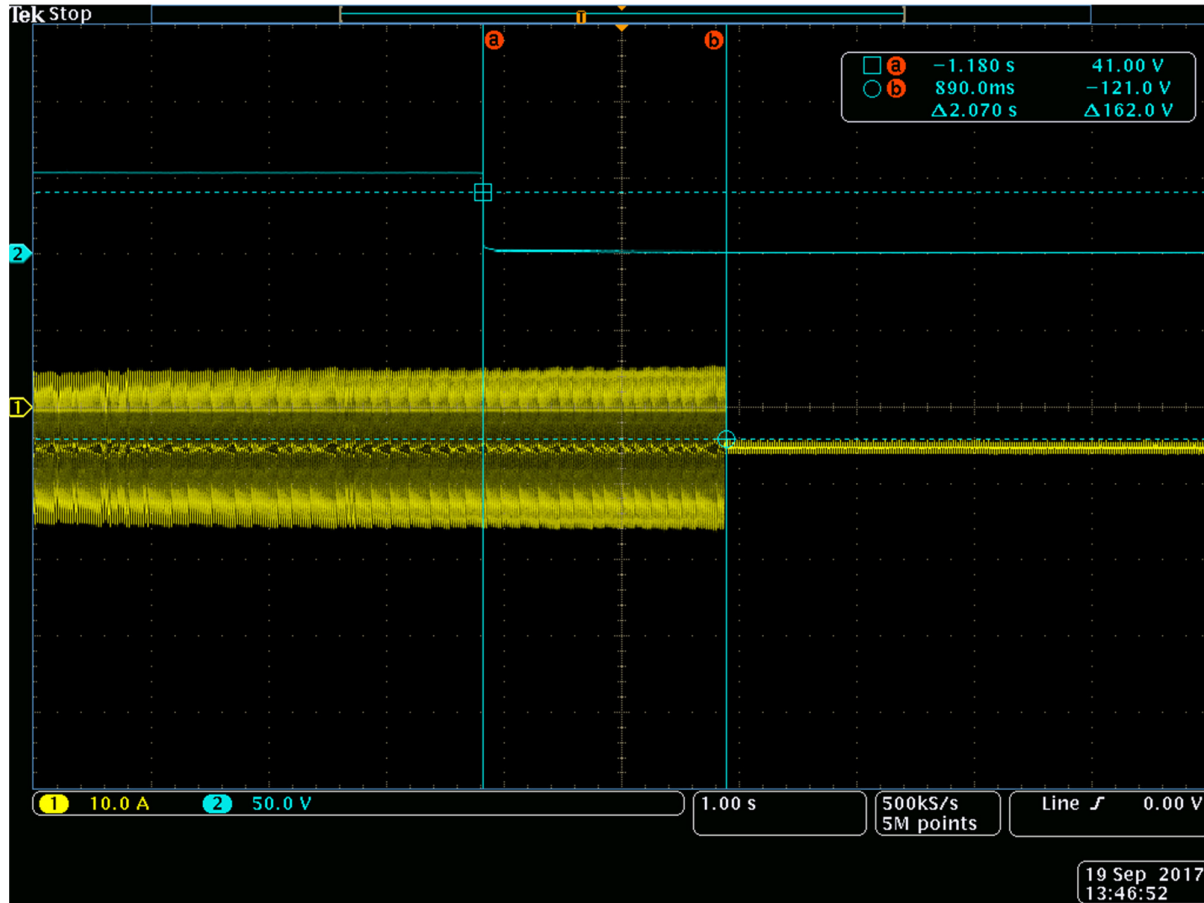 Tek Stop
T
a
b
a −1.180 s 41.00 V
b 890.0ms −121.0 V
Δ2.070 s Δ162.0 V
2
1
1 10.0 A 2 50.0 V
1.00 s
500kS/s
5M points
Line 0.00 V
19 Sep 2017
13:46:52